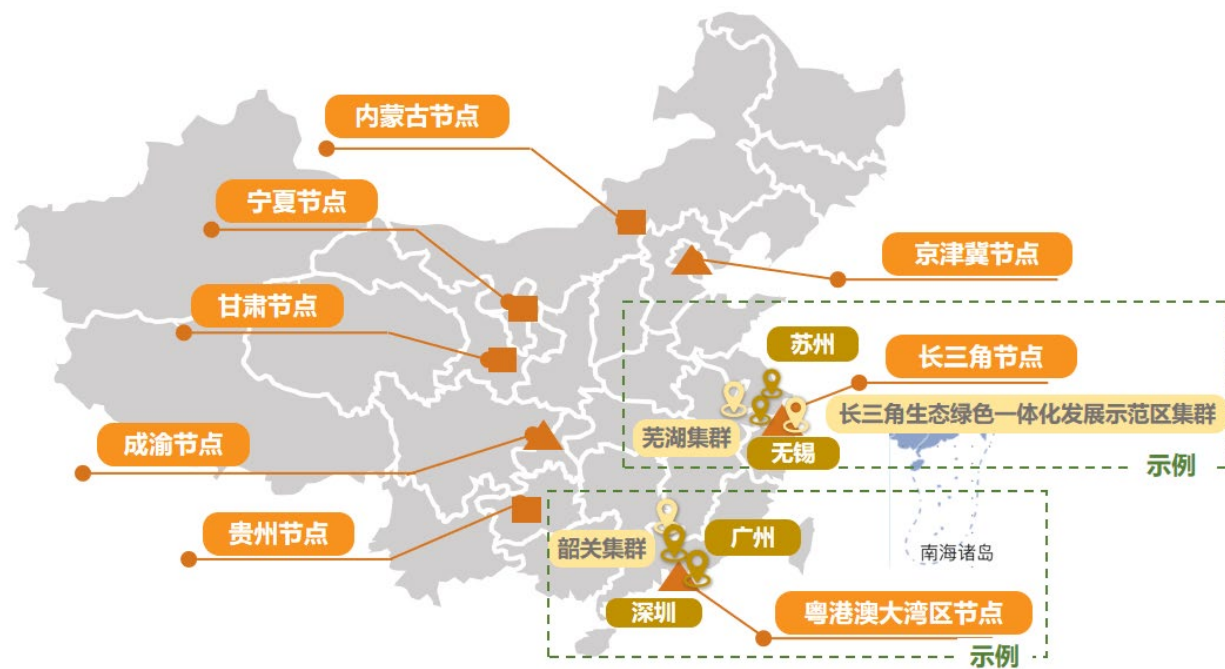 内蒙古节点
宁夏节点
京津冀节点
甘肃节点
苏州
长三角节点
长三角生态绿色一体化发展示范区集群
芜湖集群
成渝节点
无锡
示例
贵州节点
广州
韶关集群
南海诸岛
深圳
粤港澳大湾区节点
示例